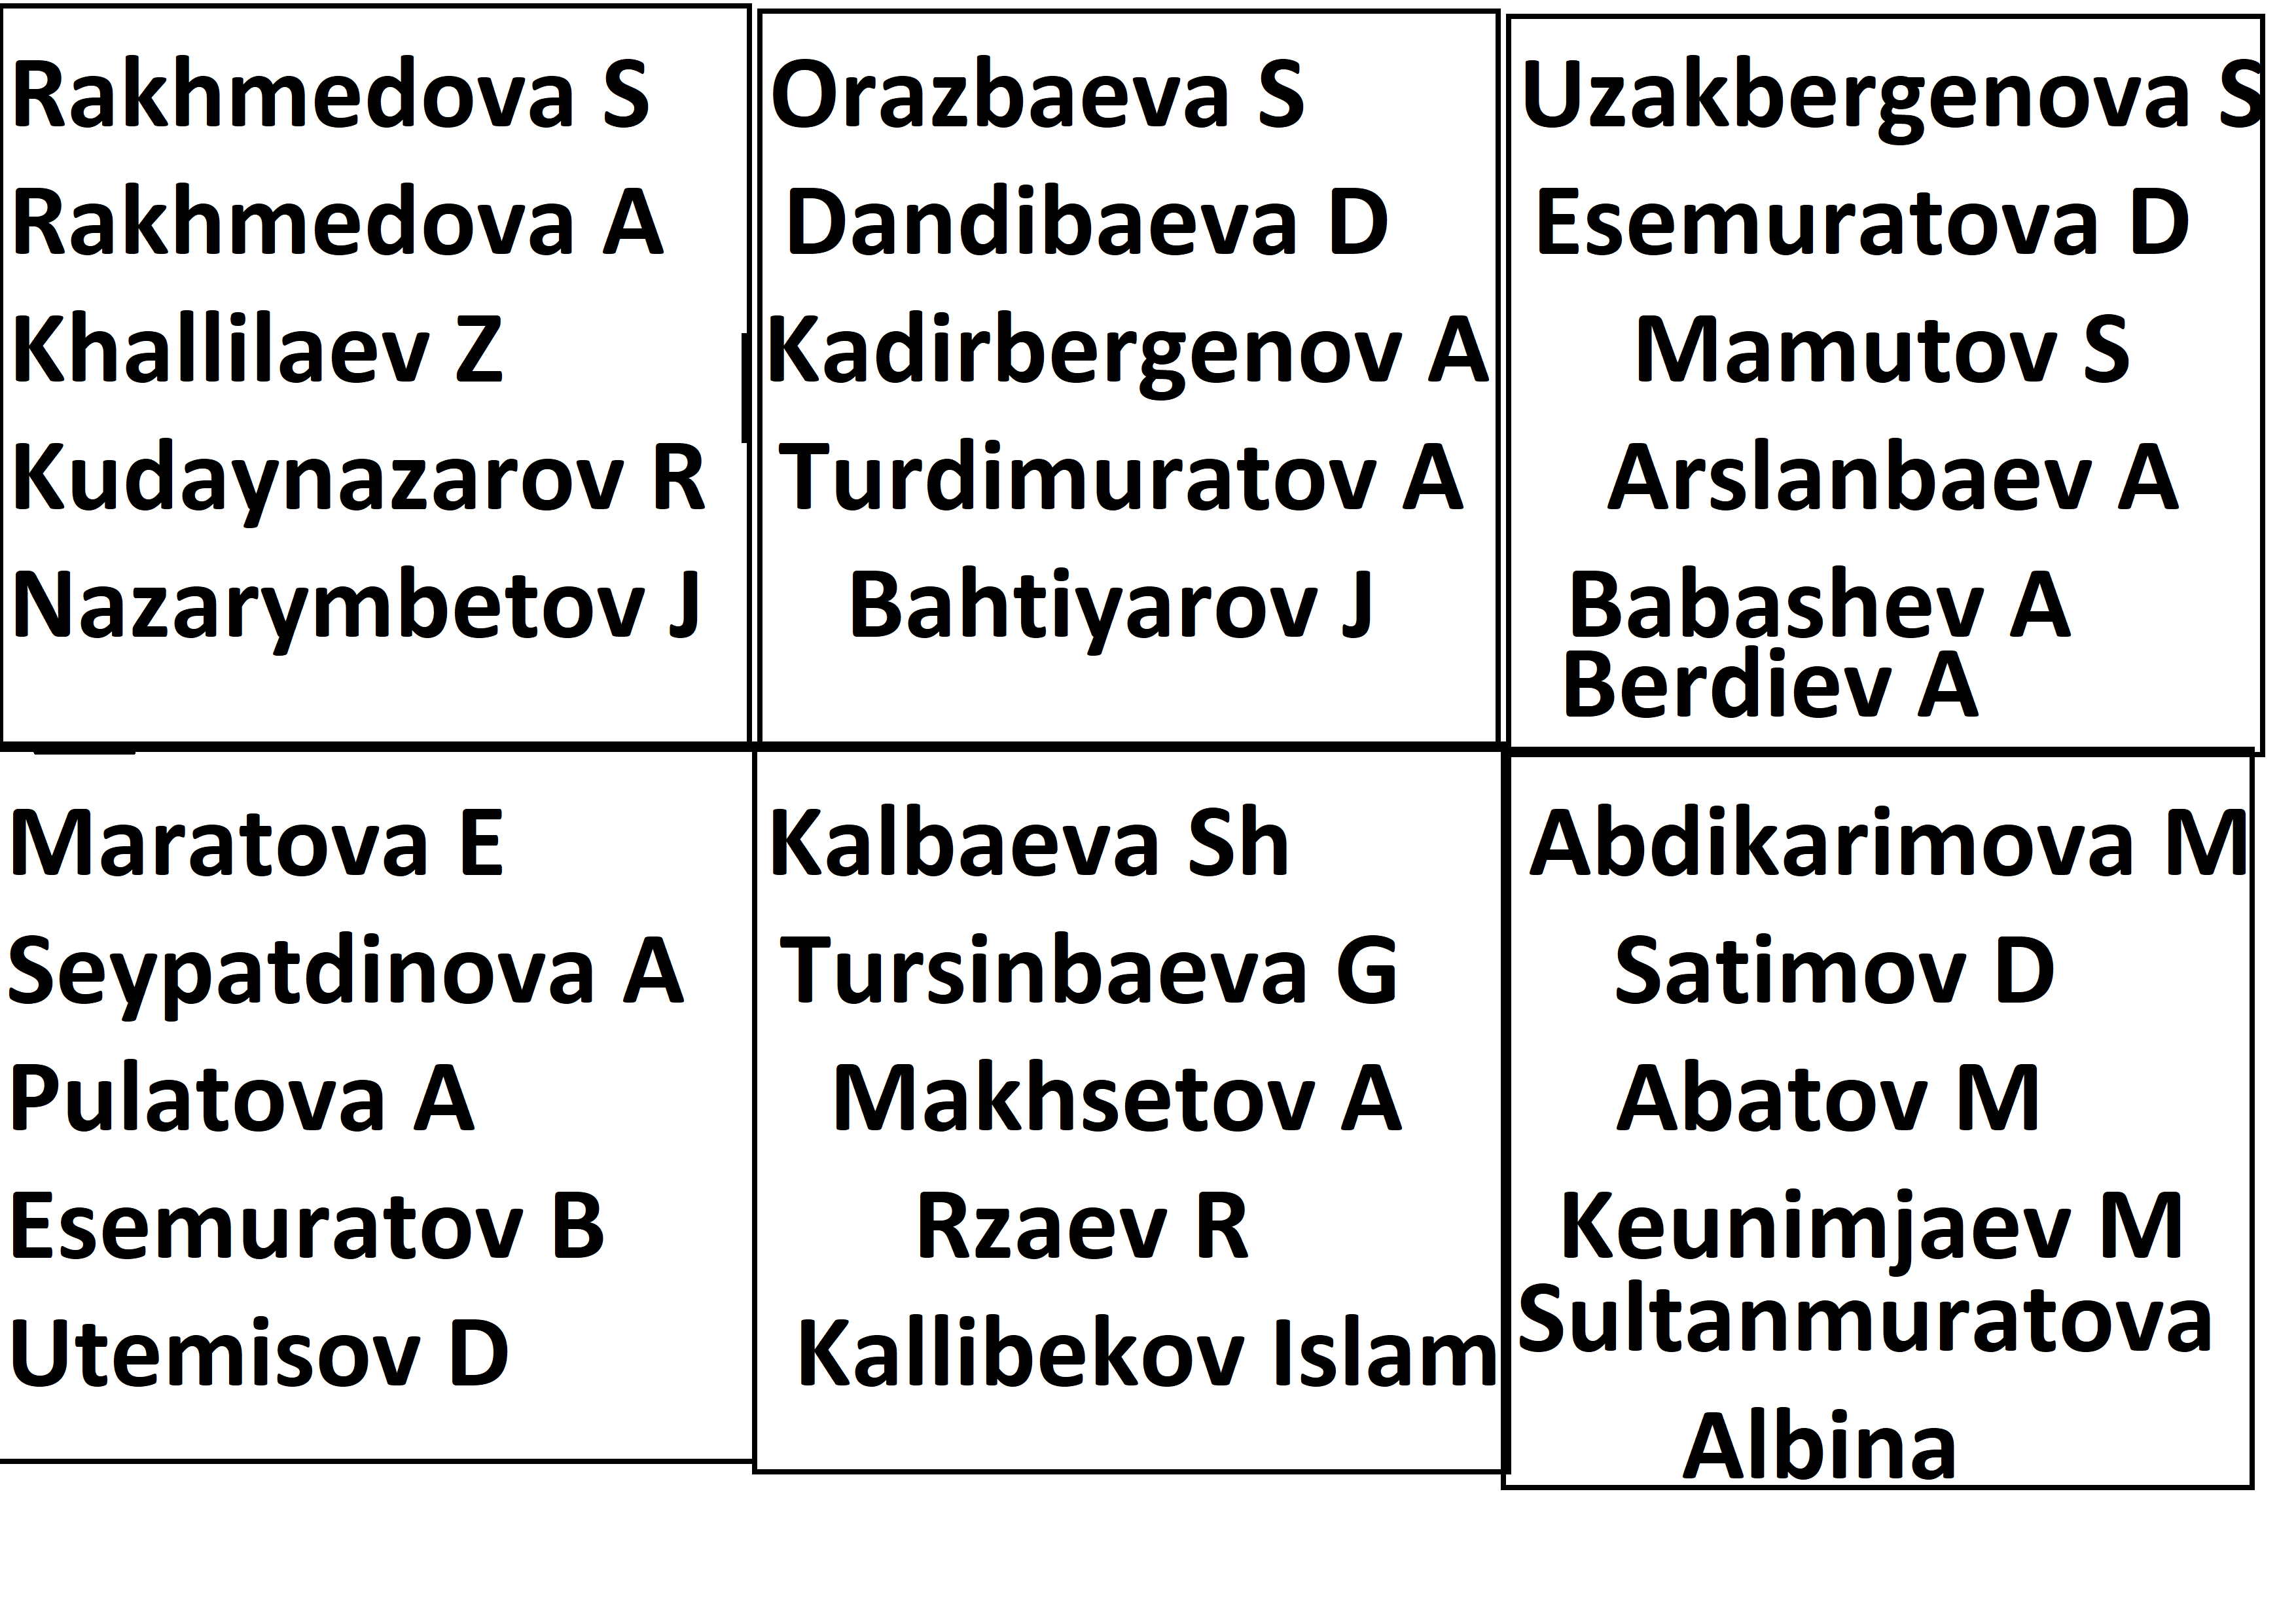 Rakhmedova S
Rakhmedova A
Khallilaev Z
Kudaynazarov R
Nazarymbetov J
Orazbaeva S
Dandibaeva D
Kadirbergenov A
Turdimuratov A
Bahtiyarov J
Uzakbergenova S
Esemuratova D
Mamutov S
Arslanbaev A
Babashev A
Berdiev A
Maratova E
Seypatdinova A
Pulatova A
Esemuratov B
Utemisov D
Kalbaeva Sh
Tursinbaeva G
Makhsetov A
Rzaev R
Kallibekov Islam
Abdikarimova M
Satimov D
Abatov M
Keunimjaev M
Sultanmuratova
Albina